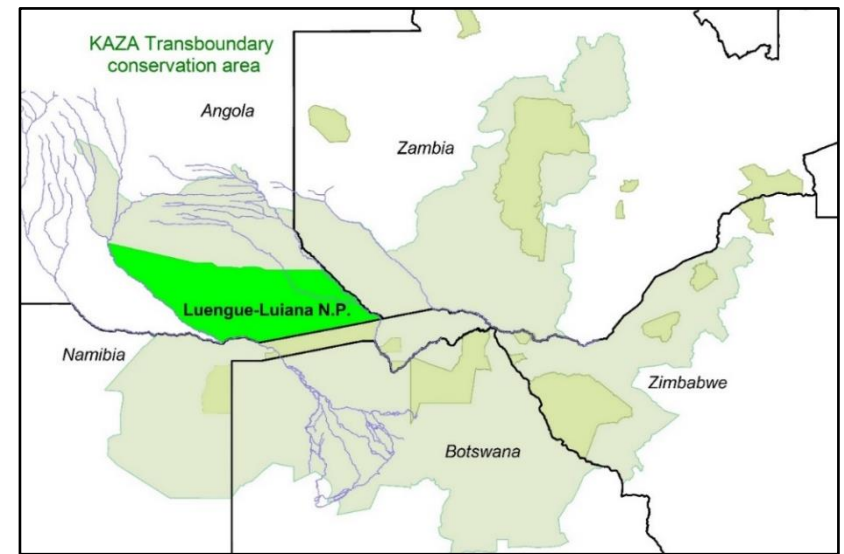 KAZA Transboundary
conservation area
Angola
Zambia
Luengue-Luiana N.P.
Namibia
Zimbabwe
Botswana